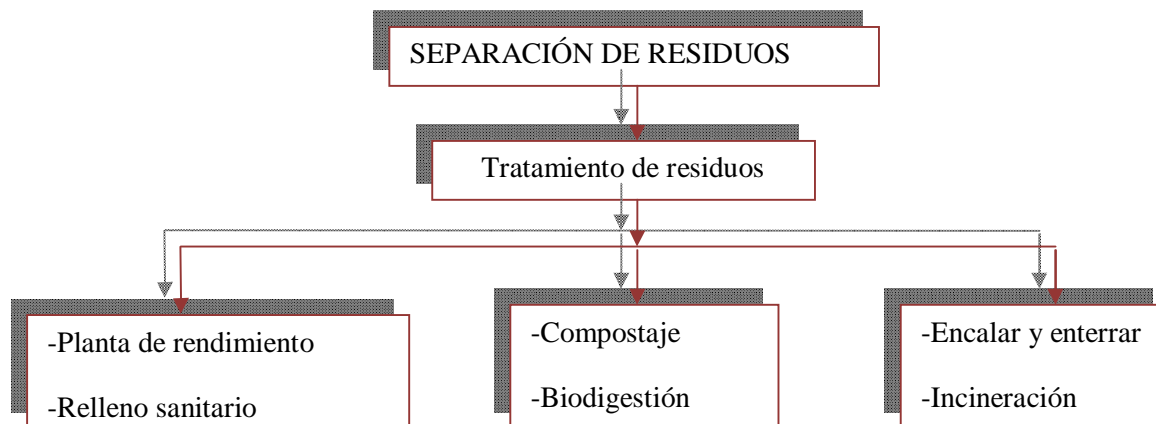 SEPARACIÓN DE RESIDUOS
Tratamiento de residuos
-Planta de rendimiento
-Relleno sanitario
-Compostaje
-Biodigestión
-Encalar y enterrar
-Incineración